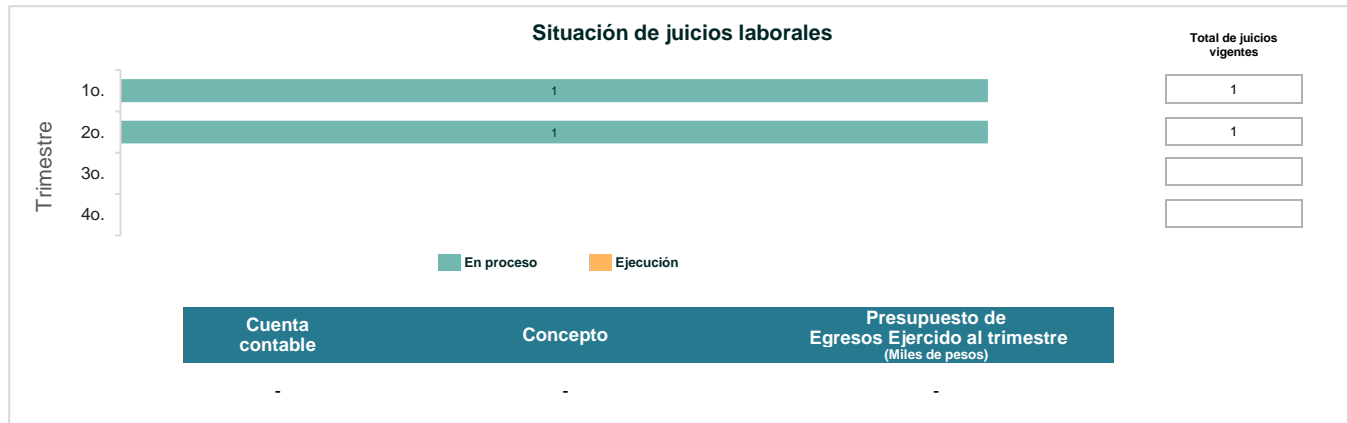 Situación de juicios laborales
Total de juicios
vigentes
Trimestre
1o.
1
1
2o.
1
1
3o.
4o.
En proceso
Ejecución
Cuenta
contable
Concepto
Presupuesto de
Egresos Ejercido al trimestre
(Miles de pesos)
-
-
-